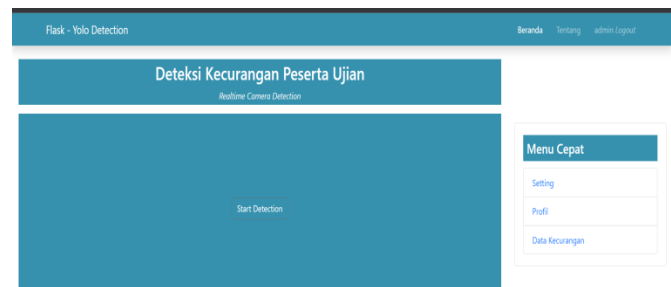 Flask - Yolo Detection
Beranda Tentang admin Logout
Deteksi Kecurangan Peserta Ujian
Realtime Camera Detection
Start Detection
Menu Cepat
Setting
Profil
Data Kecurangan